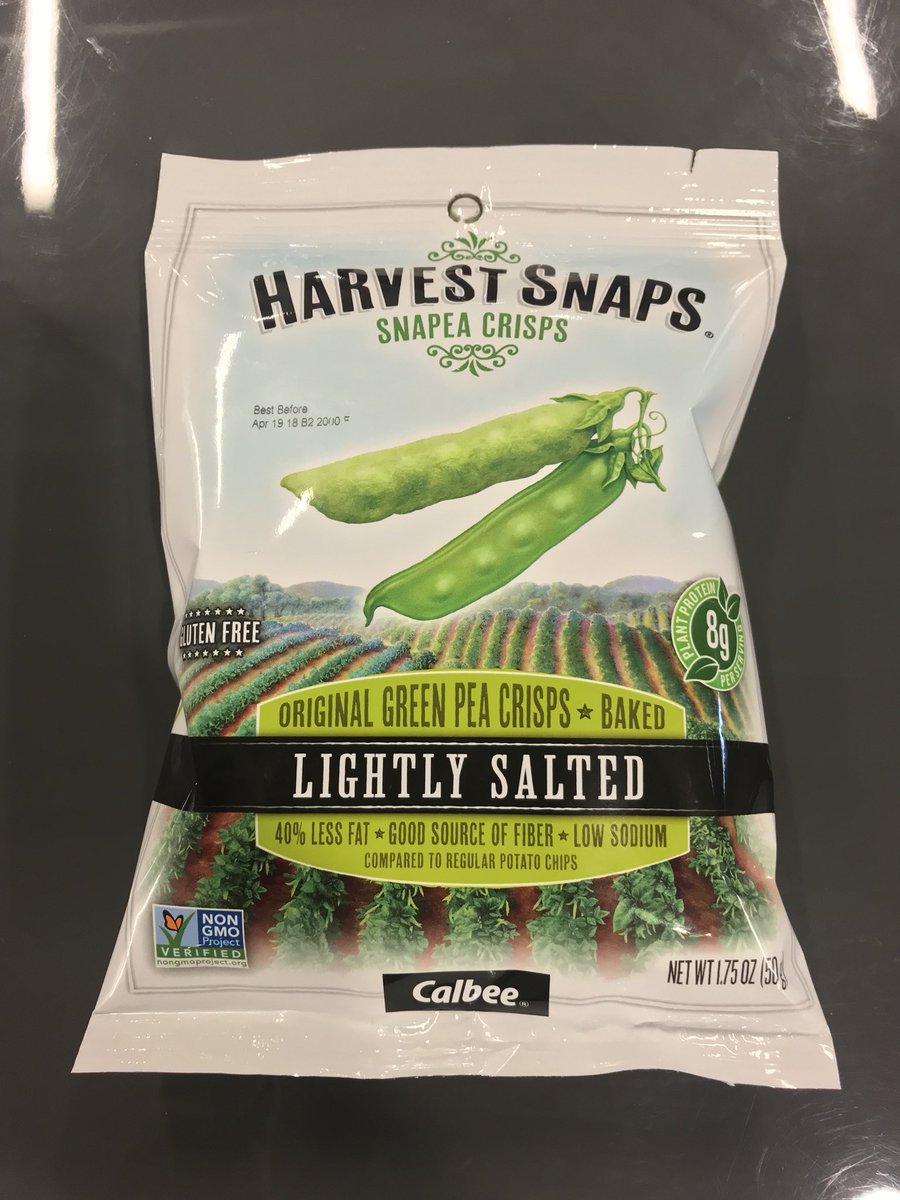 HARVEST SNAPS®
SNAPEA CRISPS
Best Before
Apr 19 18 B2
GLUTEN FREE
PLANT PROTEIN
8g
PER SERVING
ORIGINAL GREEN PEA CRISPS ★ BAKED
LIGHTLY SALTED
40% LESS FAT ★ GOOD SOURCE OF FIBER ★ LOW SODIUM
COMPARED TO REGULAR POTATO CHIPS
NON
GMO
Project
VERIFIED
nongmoproject.org
NET WT 1.75 OZ (50g
Calbee®